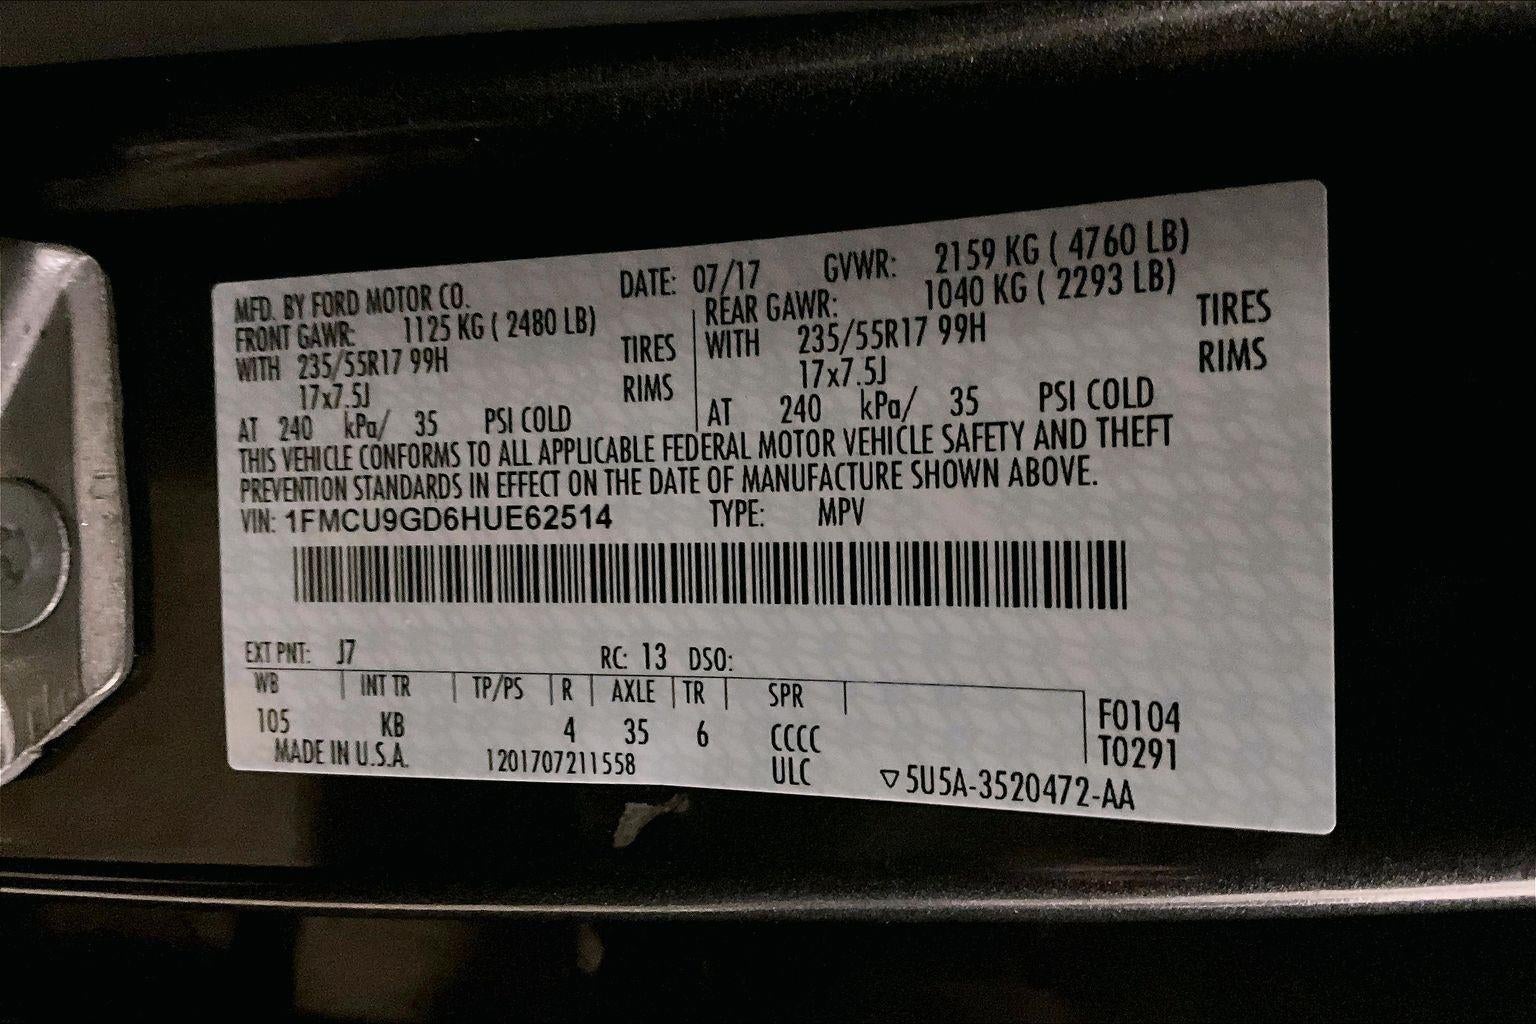 MFD. BY FORD MOTOR CO. DATE: 07/17 GVWR: 2159 KG ( 4760 LB)
FRONT GAWR: 1125 KG ( 2480 LB) REAR GAWR: 1040 KG ( 2293 LB)
WITH 235/55R17 99H TIRES WITH 235/55R17 99H TIRES
17x7.5J RIMS 17x7.5J RIMS
AT 240 kPa/ 35 PSI COLD AT 240 kPa/ 35 PSI COLD
THIS VEHICLE CONFORMS TO ALL APPLICABLE FEDERAL MOTOR VEHICLE SAFETY AND THEFT
PREVENTION STANDARDS IN EFFECT ON THE DATE OF MANUFACTURE SHOWN ABOVE.
VIN: 1FMCU9GD6HUE62514 TYPE: MPV
EXT PNT: J7 RC: 13 DSO:
WB INT TR TP/PS R AXLE TR SPR
105 KB 4 35 6 CCCC F0104
MADE IN U.S.A. 1201707211558 ULC T0291
▽5U5A-3520472-AA